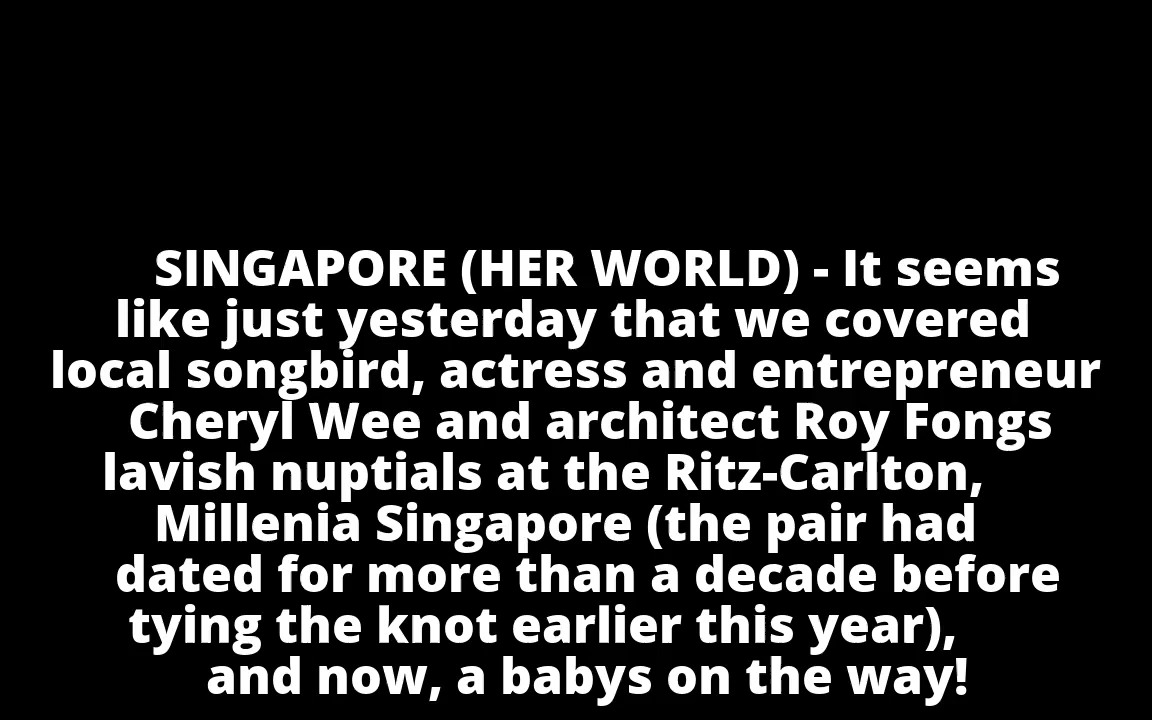 SINGAPORE (HER WORLD) - It seems
like just yesterday that we covered
local songbird, actress and entrepreneur
Cheryl Wee and architect Roy Fongs
lavish nuptials at the Ritz-Carlton,
Millenia Singapore (the pair had
dated for more than a decade before
tying the knot earlier this year),
and now, a babys on the way!